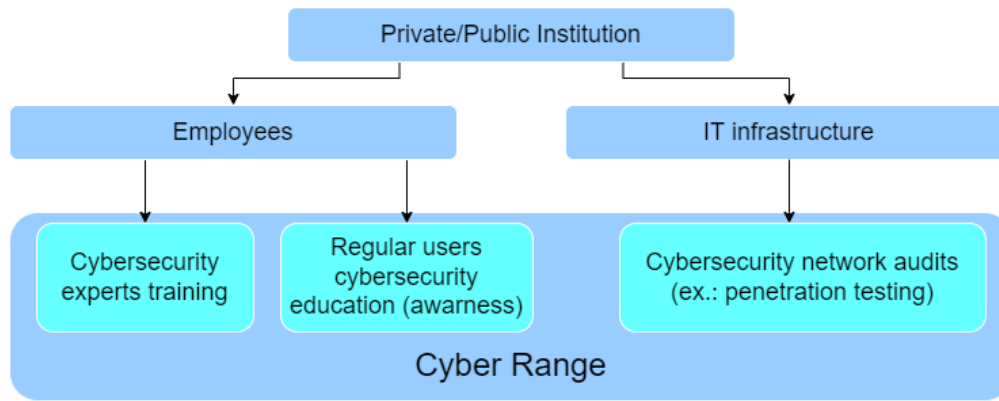 Private/Public Institution
Employees
IT infrastructure
Cybersecurity
experts training
Regular users
cybersecurity
education (awarness)
Cybersecurity network audits
(ex.: penetration testing)
Cyber Range